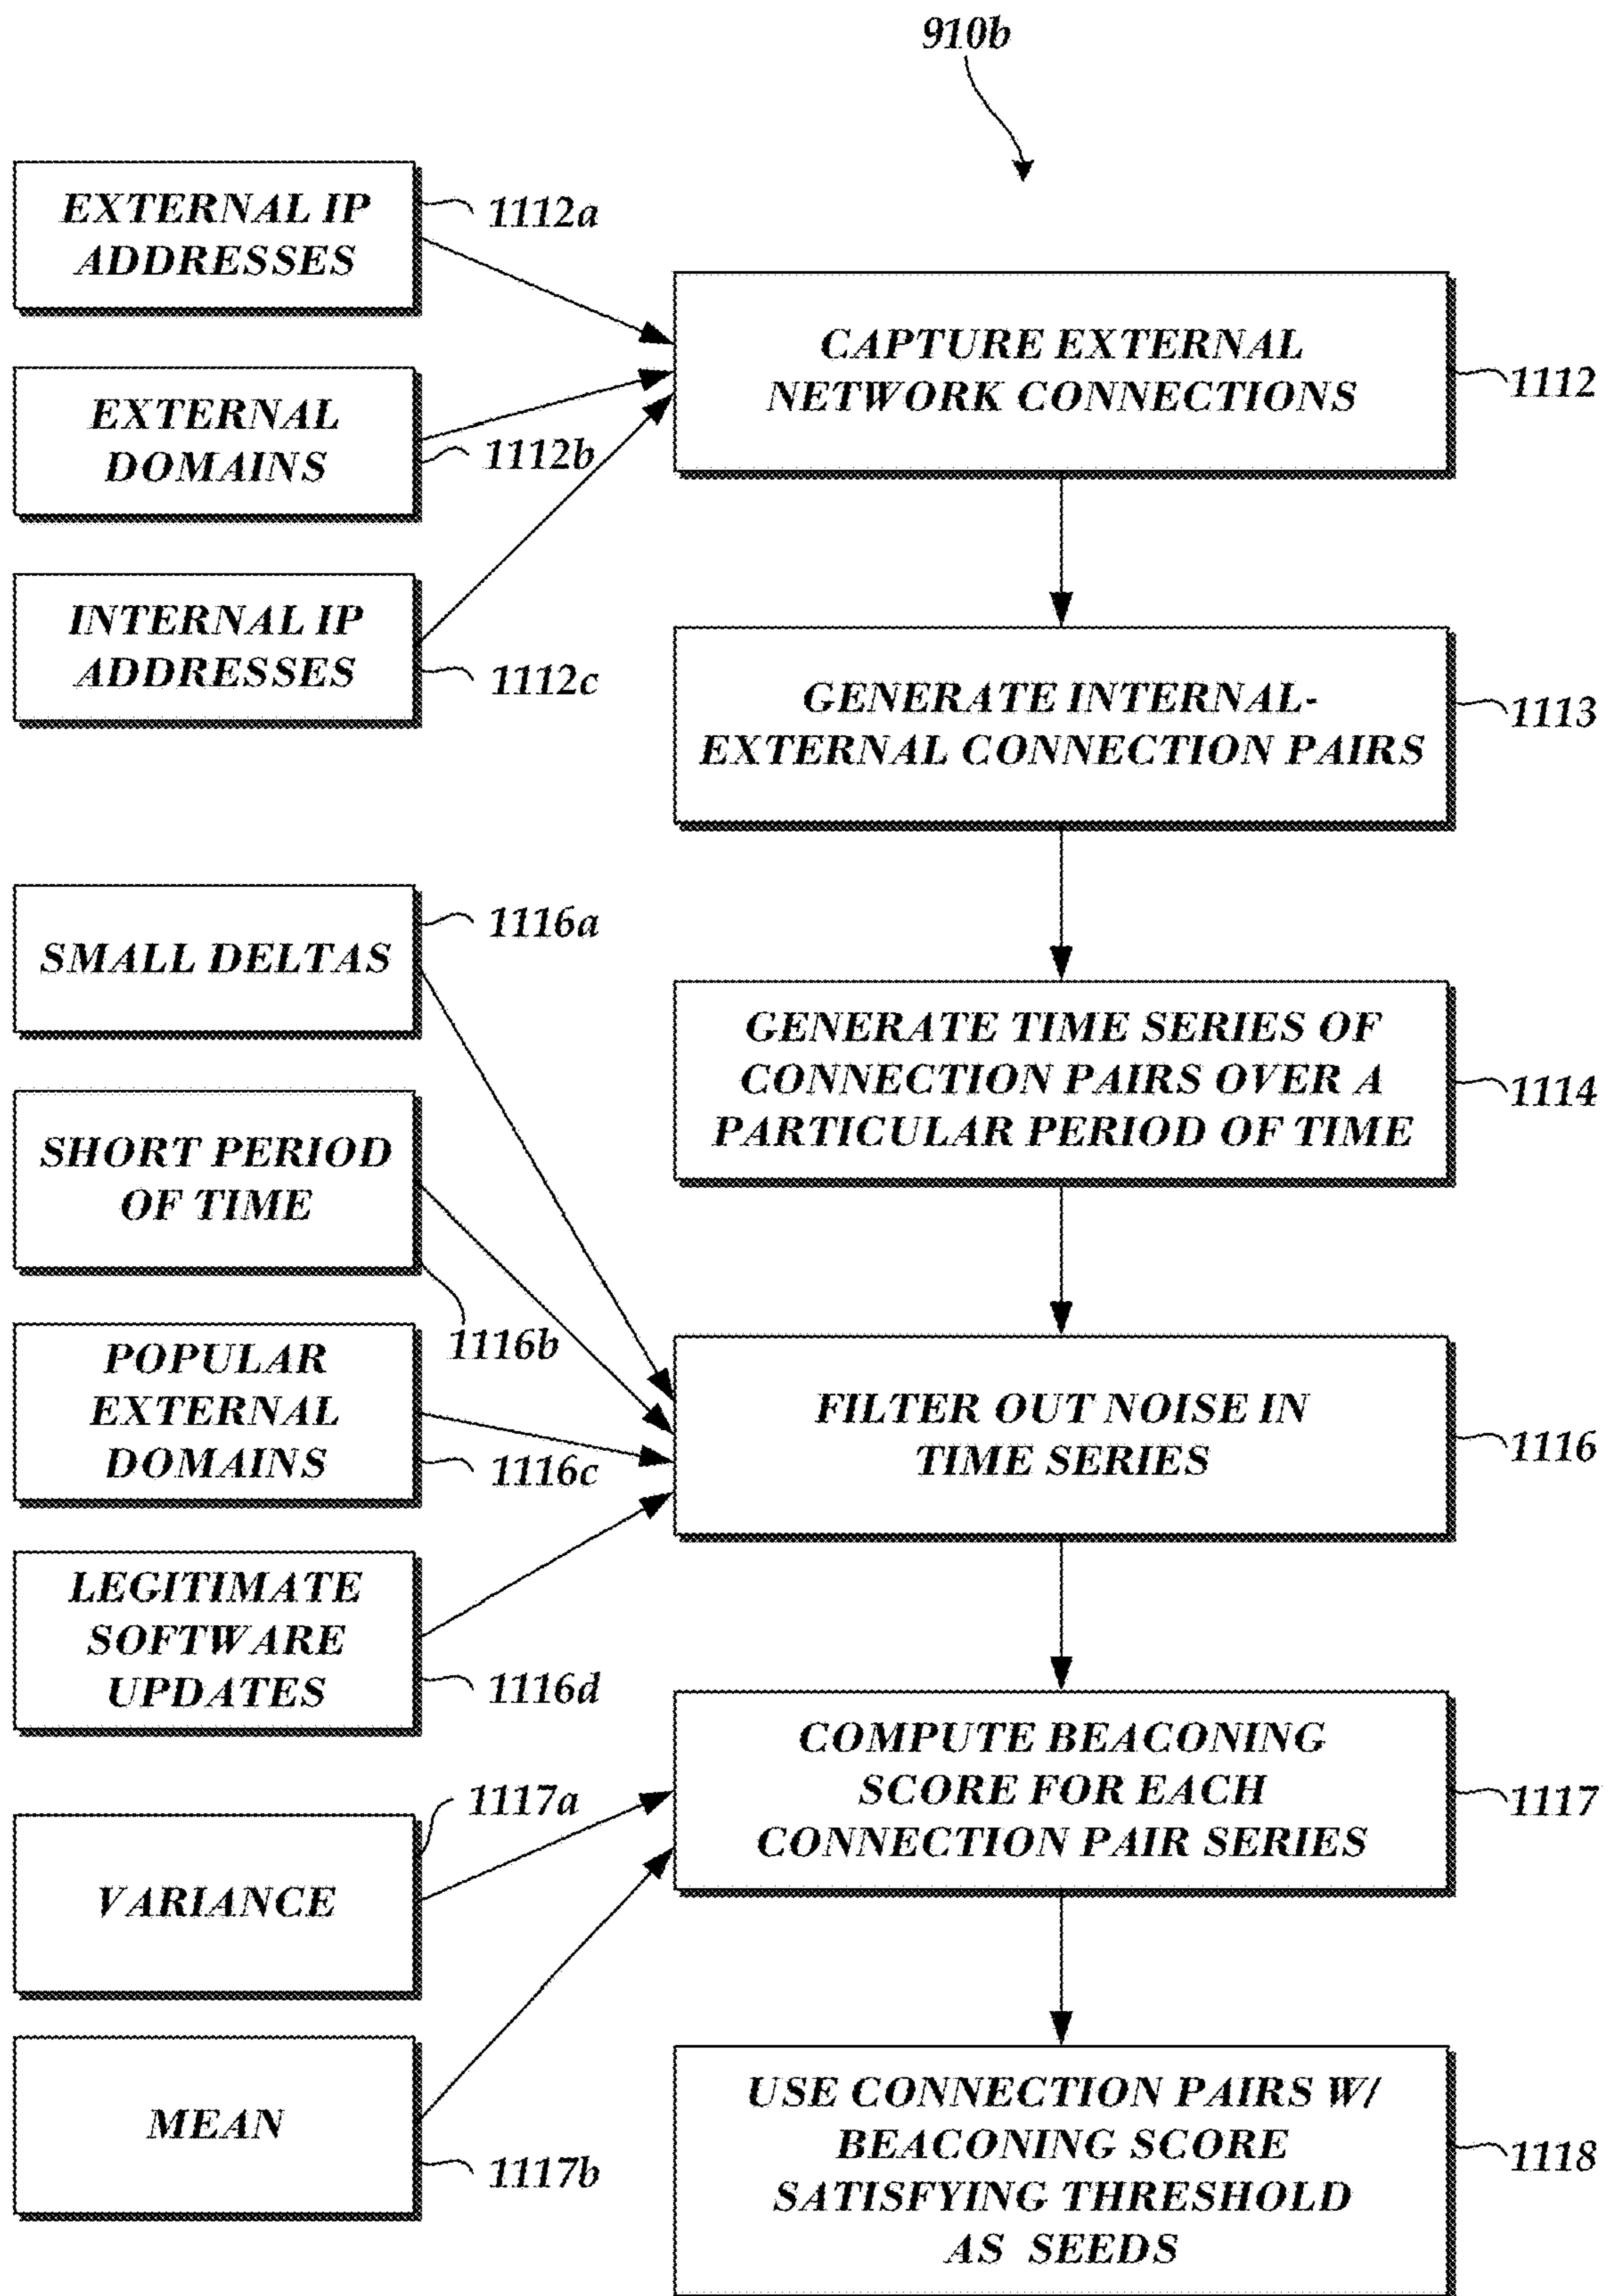 910b
EXTERNAL IP
ADDRESSES
1112a
EXTERNAL
DOMAINS
1112b
INTERNAL IP
ADDRESSES
1112c
CAPTURE EXTERNAL
NETWORK CONNECTIONS
1112
GENERATE INTERNAL-
EXTERNAL CONNECTION PAIRS
1113
GENERATE TIME SERIES OF
CONNECTION PAIRS OVER A
PARTICULAR PERIOD OF TIME
1114
SMALL DELTAS
1116a
SHORT PERIOD
OF TIME
1116b
POPULAR
EXTERNAL
DOMAINS
1116c
LEGITIMATE
SOFTWARE
UPDATES
1116d
FILTER OUT NOISE IN
TIME SERIES
1116
VARIANCE
1117a
MEAN
1117b
COMPUTE BEACONING
SCORE FOR EACH
CONNECTION PAIR SERIES
1117
USE CONNECTION PAIRS W/
BEACONING SCORE
SATISFYING THRESHOLD
AS SEEDS
1118